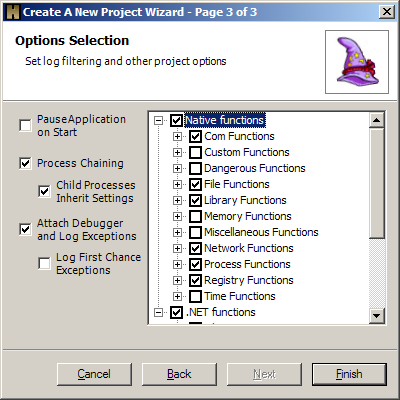 Create A New Project Wizard - Page 3 of 3
Options Selection
Set log filtering and other project options
PauseApplication
on Start
Process Chaining
Child Processes
Inherit Settings
Attach Debugger
and Log Exceptions
Log First Chance
Exceptions
Native functions
Com Functions
Custom Functions
Dangerous Functions
File Functions
Library Functions
Memory Functions
Miscellaneous Functions
Network Functions
Process Functions
Registry Functions
Time Functions
.NET functions
Cancel
Back
Next
Finish